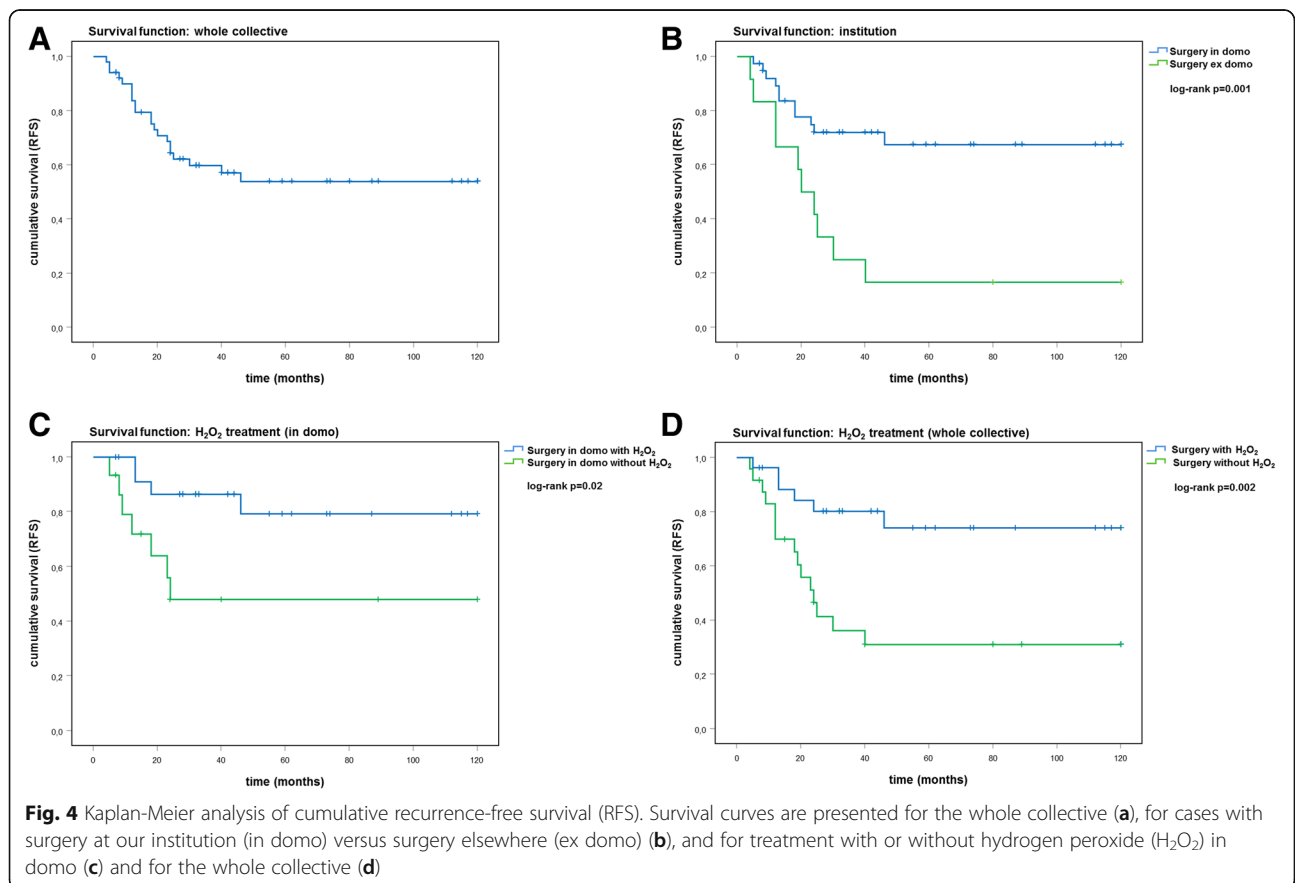 A
Survival function: whole collective
1,0
0,8
0,6
0,4
0,2
0,0
cumulative survival (RFS)
0 20 40 60 80 100 120
time (months)
B
Survival function: institution
Surgery in domo
Surgery ex domo
log-rank p=0.001
1,0
0,8
0,6
0,4
0,2
0,0
cumulative survival (RFS)
0 20 40 60 80 100 120
time (months)
C
Survival function: H₂O₂ treatment (in domo)
Surgery in domo with H₂O₂
Surgery in domo without H₂O₂
log-rank p=0.02
1,0
0,8
0,6
0,4
0,2
0,0
cumulative survival (RFS)
0 20 40 60 80 100 120
time (months)
D
Survival function: H₂O₂ treatment (whole collective)
Surgery with H₂O₂
Surgery without H₂O₂
log-rank p=0.002
1,0
0,8
0,6
0,4
0,2
0,0
cumulative survival (RFS)
0 20 40 60 80 100 120
time (months)
Fig. 4 Kaplan-Meier analysis of cumulative recurrence-free survival (RFS). Survival curves are presented for the whole collective (a), for cases with
surgery at our institution (in domo) versus surgery elsewhere (ex domo) (b), and for treatment with or without hydrogen peroxide (H₂O₂) in
domo (c) and for the whole collective (d)